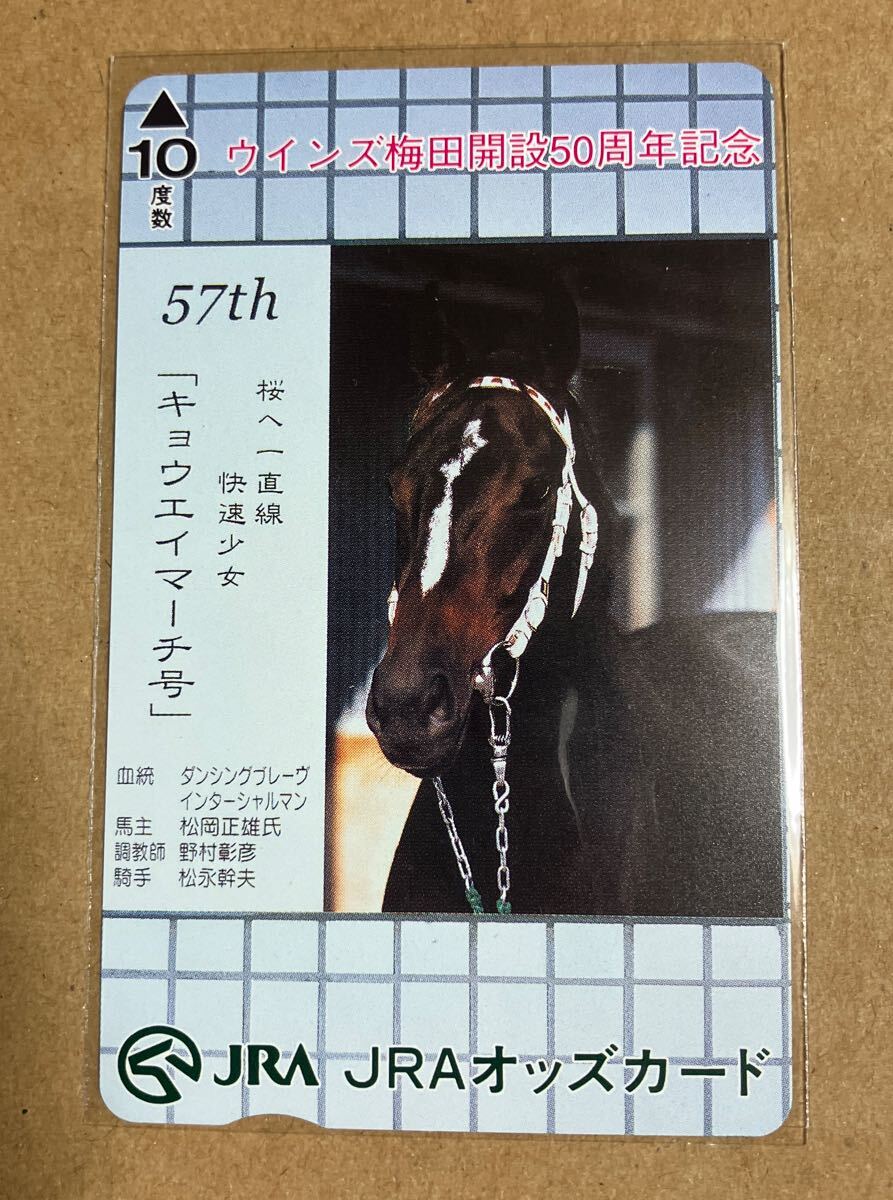 10
度数
ウインズ梅田開設50周年記念
57th
桜へ一直線
快速少女
「キョウエイマーチ号」
血統 ダンシングブレーヴ
インターシャルマン
馬主 松岡正雄氏
調教師 野村彰彦
騎手 松永幹夫
JRA JRAオッズカード